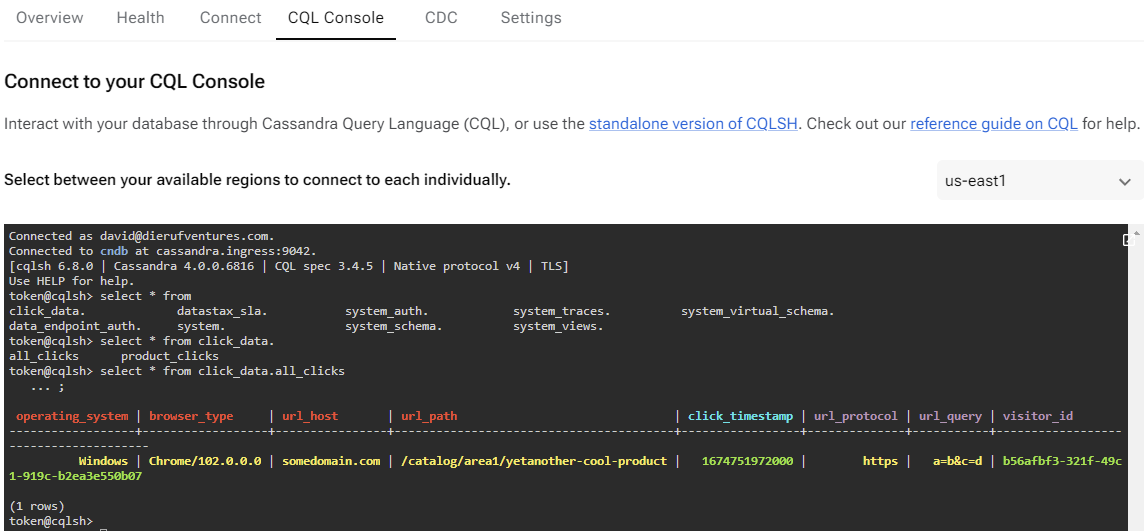 Overview Health Connect CQL Console CDC Settings
Connect to your CQL Console
Interact with your database through Cassandra Query Language (CQL), or use the standalone version of CQLSH. Check out our reference guide on CQL for help.
Select between your available regions to connect to each individually.
us-east1
Connected as david@dierufventures.com.
Connected to cndb at cassandra.ingress:9042.
[cqlsh 6.8.0 | Cassandra 4.0.0.6816 | CQL spec 3.4.5 | Native protocol v4 | TLS]
Use HELP for help.
token@cqlsh> select * from
click_data. datastax_sla. system_auth. system_traces. system_virtual_schema.
data_endpoint_auth. system. system_schema. system_views.
token@cqlsh> select * from click_data.
all_clicks product_clicks
token@cqlsh> select * from click_data.all_clicks
... ;
operating_system | browser_type | url_host | url_path | click_timestamp | url_protocol | url_query | visitor_id
------------------+-----------------+----------------+---------------------------------------+-----------------+--------------+-----------+------------------
--------------------
Windows | Chrome/102.0.0.0 | somedomain.com | /catalog/area1/yetanother-cool-product | 1674751972000 | https | a=b&c=d | b56afbf3-321f-49c
1-919c-b2ea3e550b07
(1 rows)
token@cqlsh>